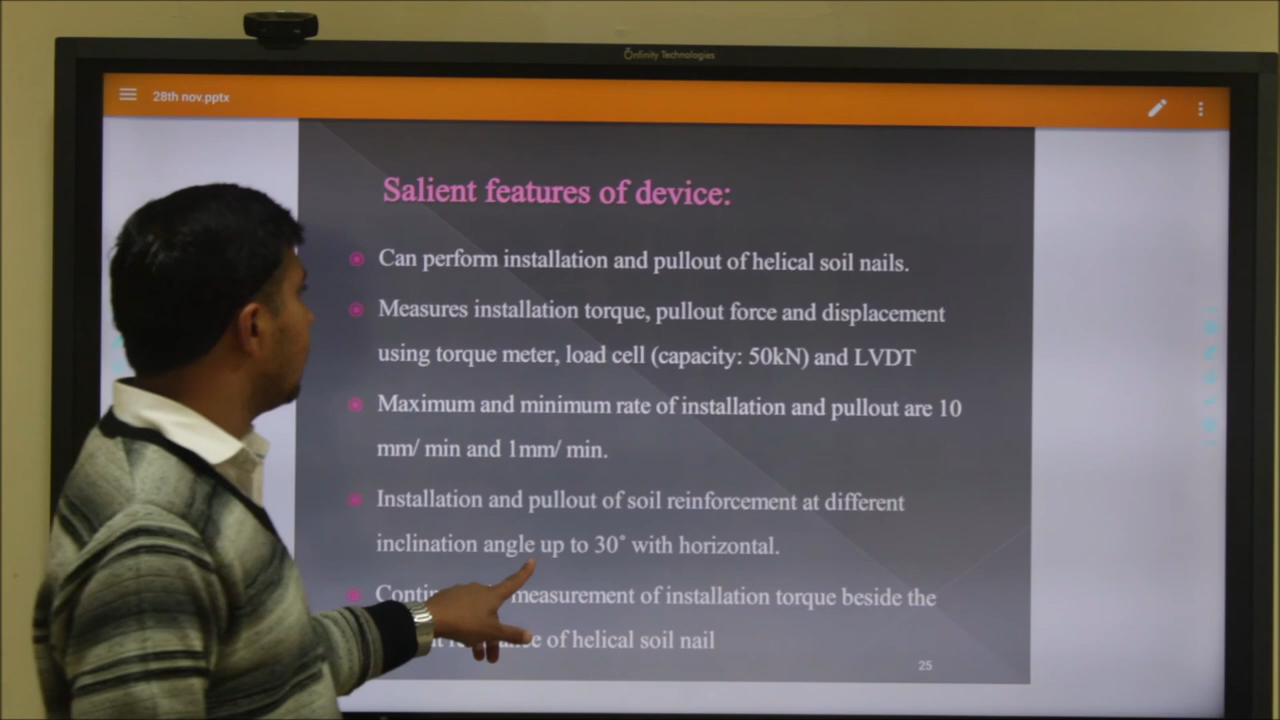 Önfinity Technologies
28th nov.pptx
Salient features of device:
Can perform installation and pullout of helical soil nails.
Measures installation torque, pullout force and displacement
using torque meter, load cell (capacity: 50kN) and LVDT
Maximum and minimum rate of installation and pullout are 10
mm/ min and 1mm/ min.
Installation and pullout of soil reinforcement at different
inclination angle up to 30˚ with horizontal.
measurement of installation torque beside the
of helical soil nail
25